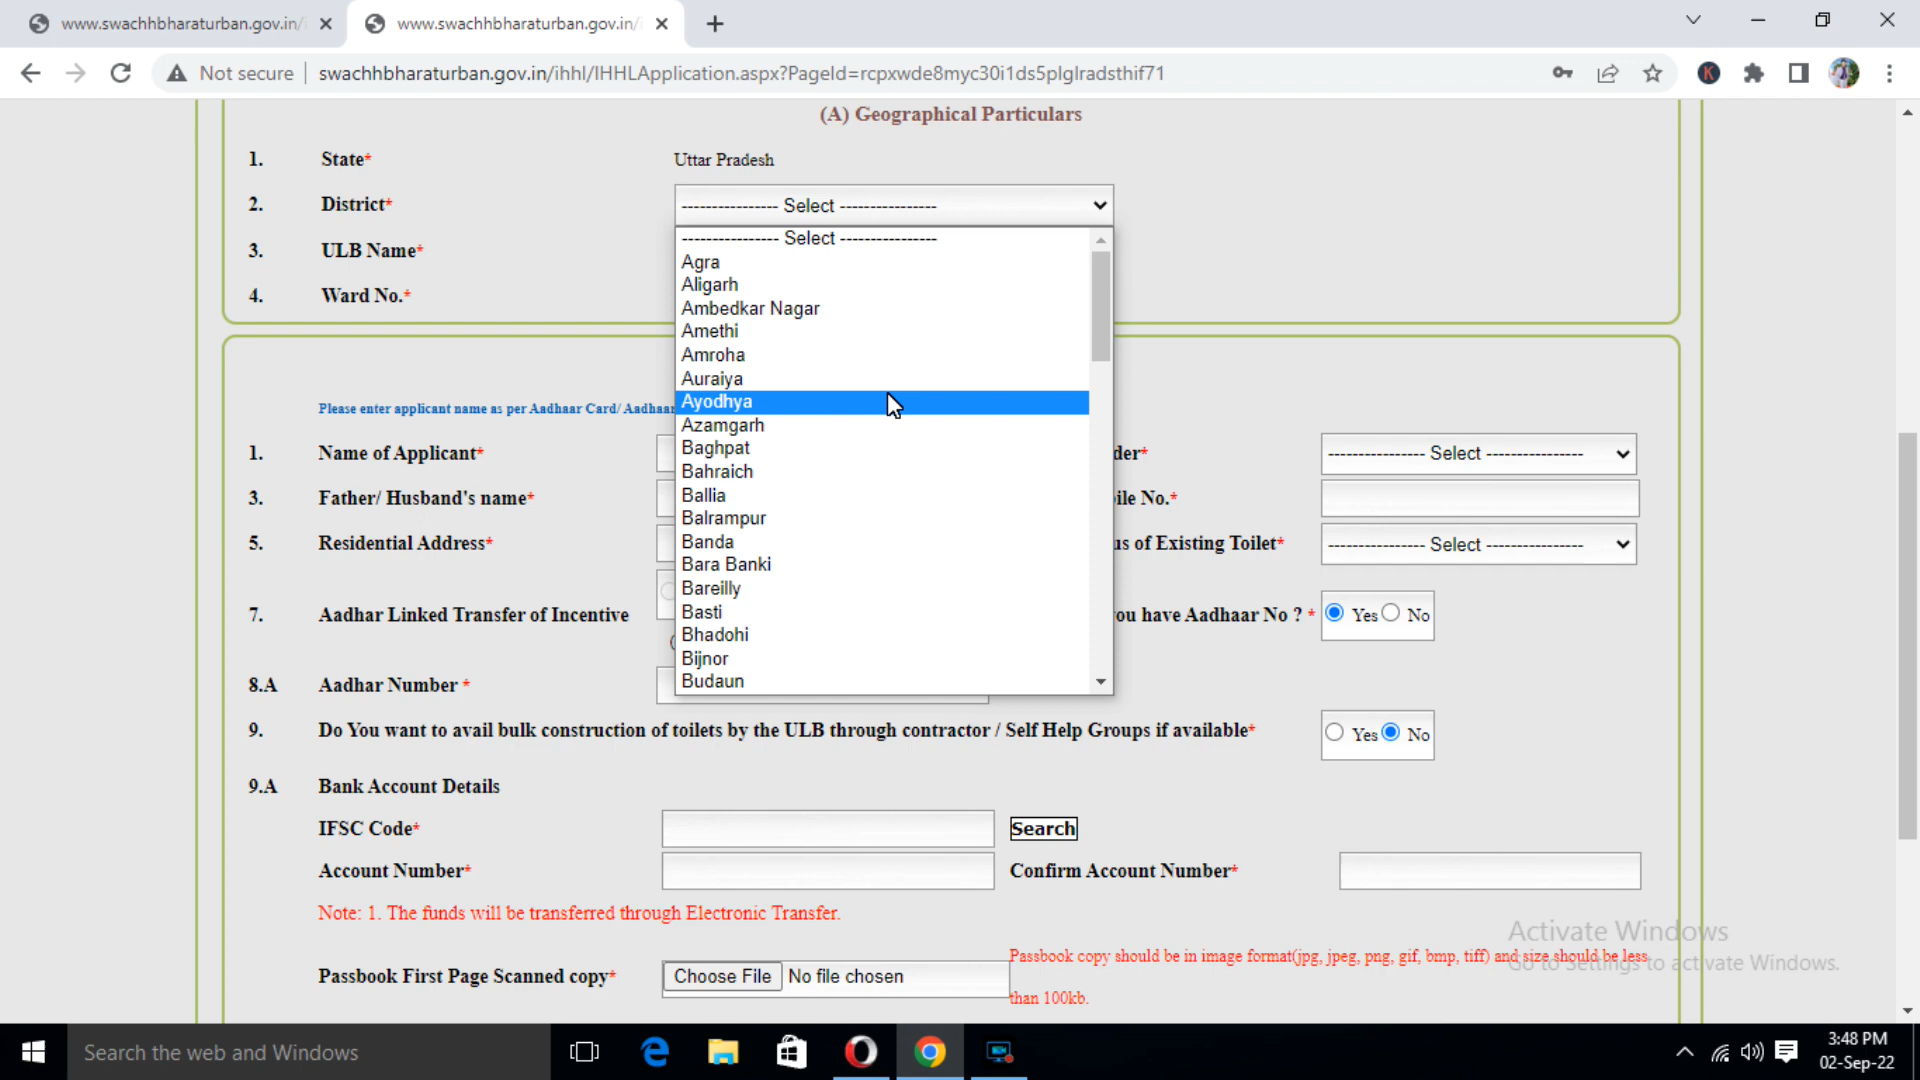 www.swachhbharaturban.gov.in/
www.swachhbharaturban.gov.in/
Not secure
swachhbharaturban.gov.in/ihhl/IHHLApplication.aspx?PageId=rcpxwde8myc30i1ds5plglradsthif71
K
(A) Geographical Particulars
1. State* Uttar Pradesh
2. District* ---------------- Select ----------------
3. ULB Name*
4. Ward No.*
---------------- Select ----------------
Agra
Aligarh
Ambedkar Nagar
Amethi
Amroha
Auraiya
Ayodhya
Azamgarh
Baghpat
Bahraich
Ballia
Balrampur
Banda
Bara Banki
Bareilly
Basti
Bhadohi
Bijnor
Budaun
Please enter applicant name as per Aadhaar Card/ Aadhaar
1. Name of Applicant* der* ---------------- Select ----------------
3. Father/ Husband's name* ile No.*
5. Residential Address* us of Existing Toilet* ---------------- Select ----------------
7. Aadhar Linked Transfer of Incentive you have Aadhaar No ? * Yes No
8.A Aadhar Number *
9. Do You want to avail bulk construction of toilets by the ULB through contractor / Self Help Groups if available* Yes No
9.A Bank Account Details
IFSC Code* Search
Account Number* Confirm Account Number*
Note: 1. The funds will be transferred through Electronic Transfer.
Passbook First Page Scanned copy* Choose File No file chosen
Passbook copy should be in image format(jpg, jpeg, png, gif, bmp, tiff) and size should be less
than 100kb.
Activate Windows
Go to Settings to activate Windows.
Search the web and Windows
3:48 PM
02-Sep-22